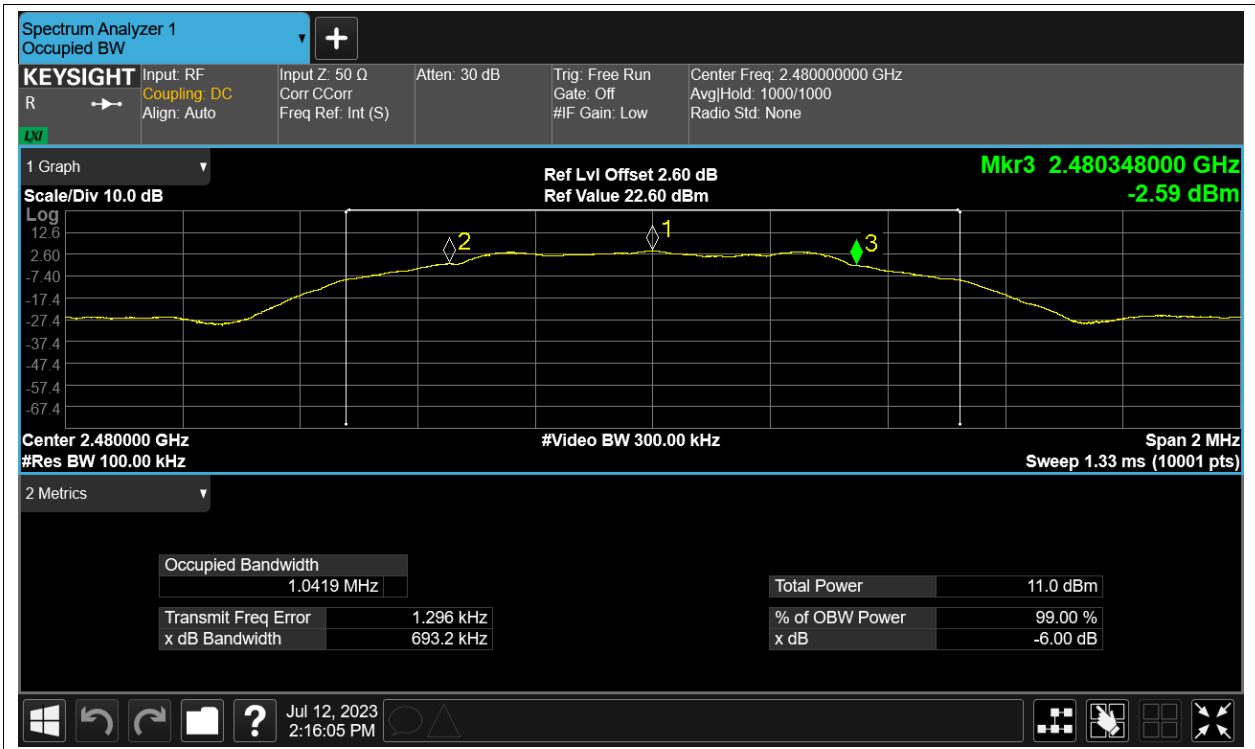 Spectrum Analyzer 1
Occupied BW
▼
+
KEYSIGHT
R
LXI
Input: RF
Coupling: DC
Align: Auto
Input Z: 50 Ω
Corr CCorr
Freq Ref: Int (S)
Atten: 30 dB
Trig: Free Run
Gate: Off
#IF Gain: Low
Center Freq: 2.480000000 GHz
Avg|Hold: 1000/1000
Radio Std: None
1 Graph ▼
Scale/Div 10.0 dB
Ref Lvl Offset 2.60 dB
Ref Value 22.60 dBm
Mkr3 2.480348000 GHz
-2.59 dBm
Log
12.6
2.60
-7.40
-17.4
-27.4
-37.4
-47.4
-57.4
-67.4
2
1
3
Center 2.480000 GHz
#Video BW 300.00 kHz
Span 2 MHz
#Res BW 100.00 kHz
Sweep 1.33 ms (10001 pts)
2 Metrics ▼
Occupied Bandwidth
1.0419 MHz
Transmit Freq Error 1.296 kHz
x dB Bandwidth 693.2 kHz
Total Power 11.0 dBm
% of OBW Power 99.00 %
x dB -6.00 dB
?
Jul 12, 2023
2:16:05 PM